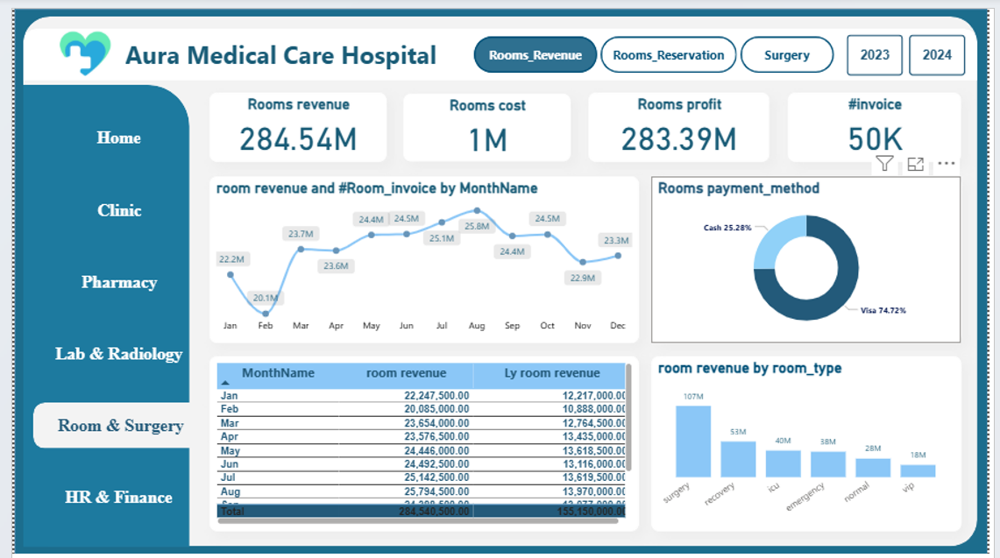 Aura Medical Care Hospital
Rooms_Revenue
Rooms_Reservation
Surgery
2023
2024
Home
Clinic
Pharmacy
Lab & Radiology
Room & Surgery
HR & Finance
Rooms revenue
284.54M
Rooms cost
1M
Rooms profit
283.39M
#invoice
50K
room revenue and #Room_invoice by MonthName
22.2M
20.1M
23.7M
23.6M
24.4M
24.5M
25.1M
25.8M
24.4M
24.5M
22.9M
23.3M
Jan Feb Mar Apr May Jun Jul Aug Sep Oct Nov Dec
Rooms payment_method
Cash 25.28%
Visa 74.72%
MonthName room revenue Ly room revenue
Jan 22,247,500.00 12,217,000.00
Feb 20,085,000.00 10,888,000.00
Mar 23,654,000.00 12,764,500.00
Apr 23,576,500.00 13,435,000.00
May 24,446,000.00 13,618,500.00
Jun 24,492,500.00 13,116,000.00
Jul 25,142,500.00 13,619,500.00
Aug 25,794,500.00 13,970,000.00
Total 284,540,500.00 155,150,000.00
room revenue by room_type
107M
53M
40M
38M
28M
18M
surgery
recovery
icu
emergency
normal
vip